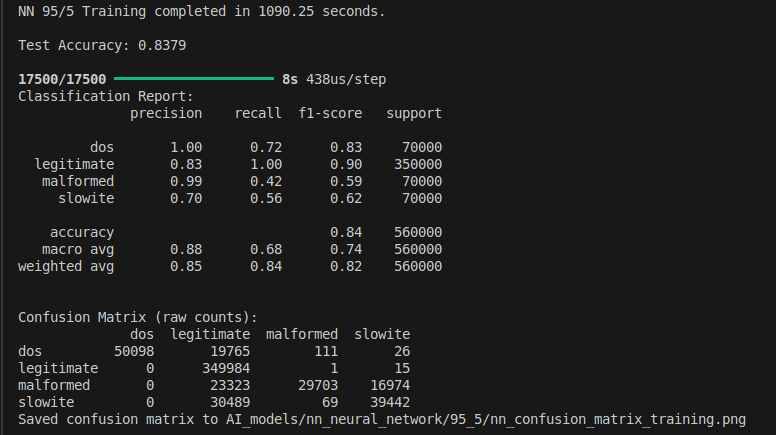 NN 95/5 Training completed in 1090.25 seconds.
Test Accuracy: 0.8379
17500/17500 8s 438us/step
Classification Report:
precision recall f1-score support
dos 1.00 0.72 0.83 70000
legitimate 0.83 1.00 0.90 350000
malformed 0.99 0.42 0.59 70000
slowite 0.70 0.56 0.62 70000
accuracy 0.84 560000
macro avg 0.88 0.68 0.74 560000
weighted avg 0.85 0.84 0.82 560000
Confusion Matrix (raw counts):
dos legitimate malformed slowite
dos 50098 19765 111 26
legitimate 0 349984 1 15
malformed 0 23323 29703 16974
slowite 0 30489 69 39442
Saved confusion matrix to AI_models/nn_neural_network/95_5/nn_confusion_matrix_training.png